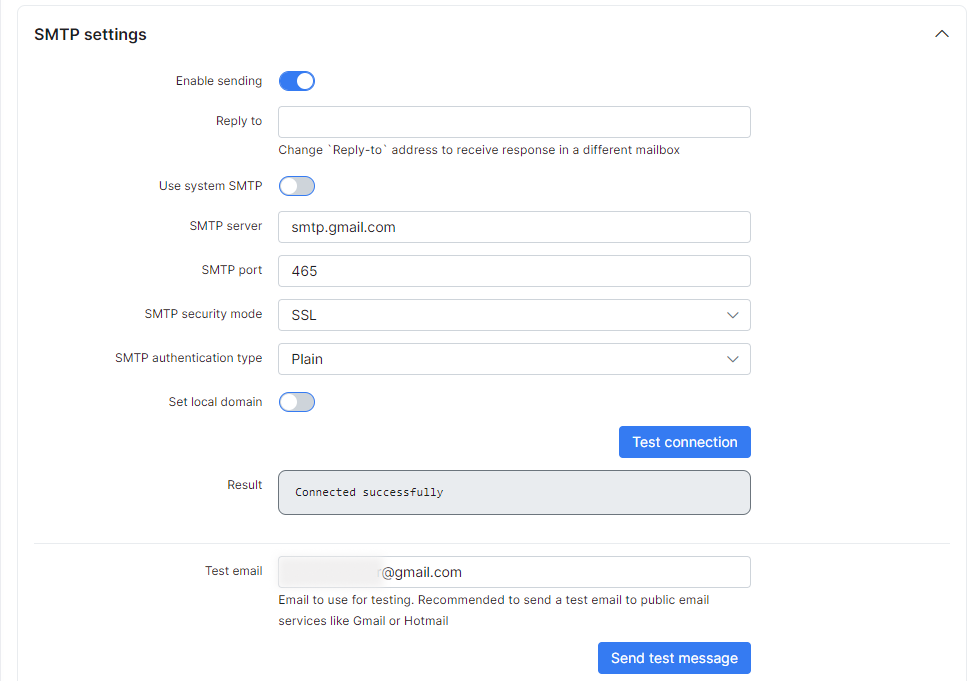 SMTP settings
Enable sending
Reply to
Change `Reply-to` address to receive response in a different mailbox
Use system SMTP
SMTP server
smtp.gmail.com
SMTP port
465
SMTP security mode
SSL
SMTP authentication type
Plain
Set local domain
Test connection
Result
Connected successfully
Test email
@gmail.com
Email to use for testing. Recommended to send a test email to public email
services like Gmail or Hotmail
Send test message